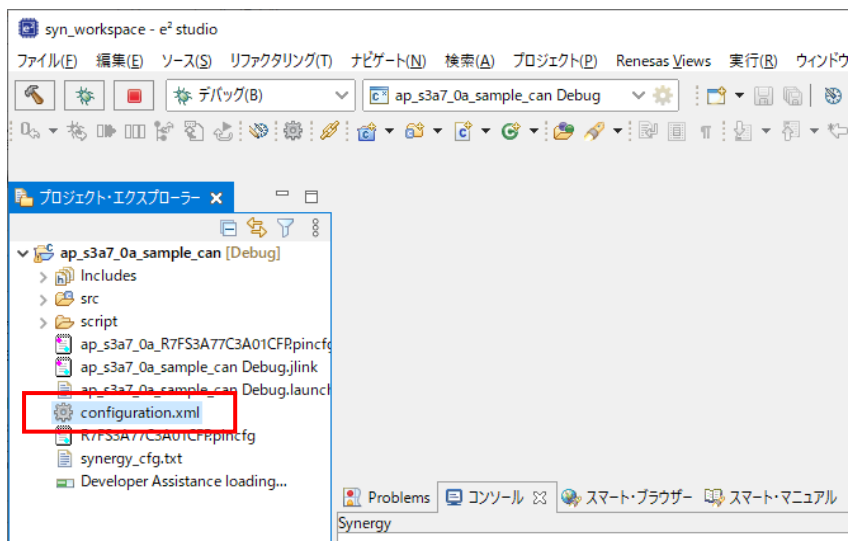 syn_workspace - e² studio
ファイル(F) 編集(E) ソース(S) リファクタリング(T) ナビゲート(N) 検索(A) プロジェクト(P) Renesas Views 実行(R) ウィンドウ
デバッグ(B) ap_s3a7_0a_sample_can Debug
プロジェクト・エクスプローラー
ap_s3a7_0a_sample_can [Debug]
Includes
src
script
ap_s3a7_0a_R7FS3A77C3A01CFP.pincfg
ap_s3a7_0a_sample_can Debug.jlink
ap_s3a7_0a_sample_can Debug.launch
configuration.xml
R7FS3A77C3A01CFP.pincfg
synergy_cfg.txt
Developer Assistance loading...
Problems コンソール スマート・ブラウザー スマート・マニュアル
Synergy